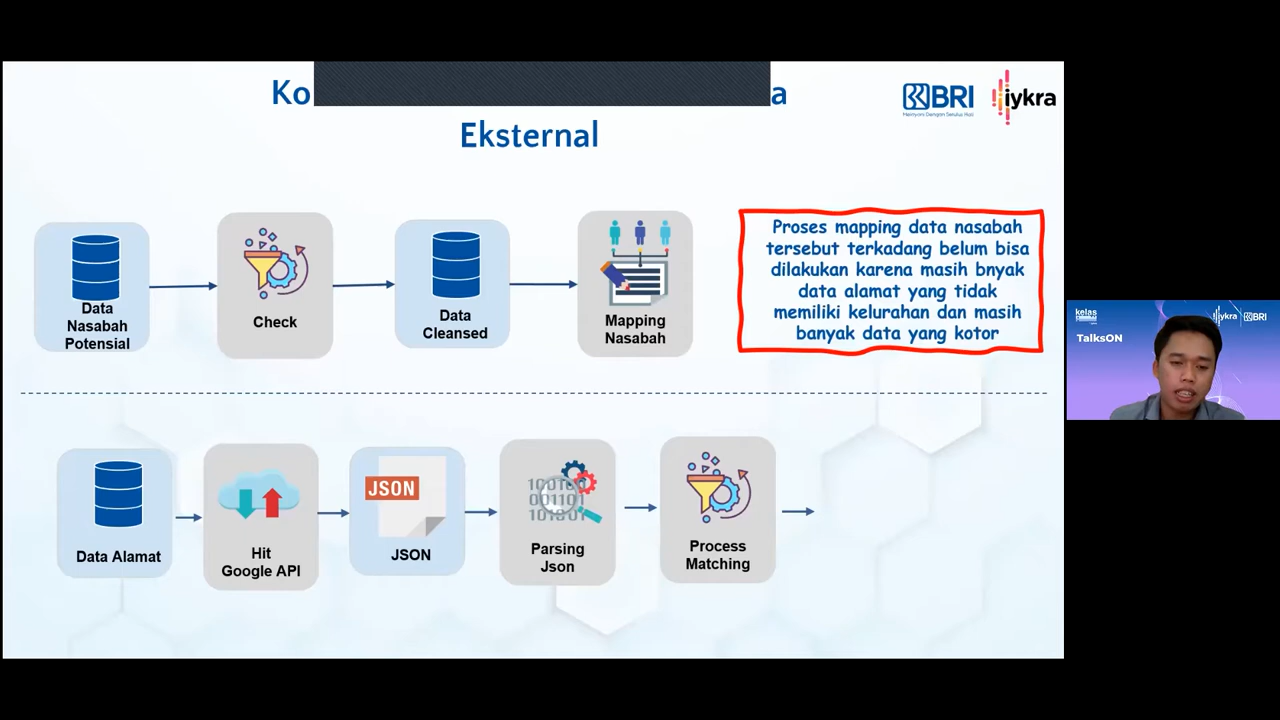 Eksternal
BRI
Melayani Dengan Setulus Hati
iykra
Data
Nasabah
Potensial
Check
Data
Cleansed
Mapping
Nasabah
Proses mapping data nasabah
tersebut terkadang belum bisa
dilakukan karena masih bnyak
data alamat yang tidak
memiliki kelurahan dan masih
banyak data yang kotor
Data Alamat
Hit
Google API
JSON
JSON
Parsing
Json
Process
Matching
10010
001101
kelas
iykra
BRI
TalksON